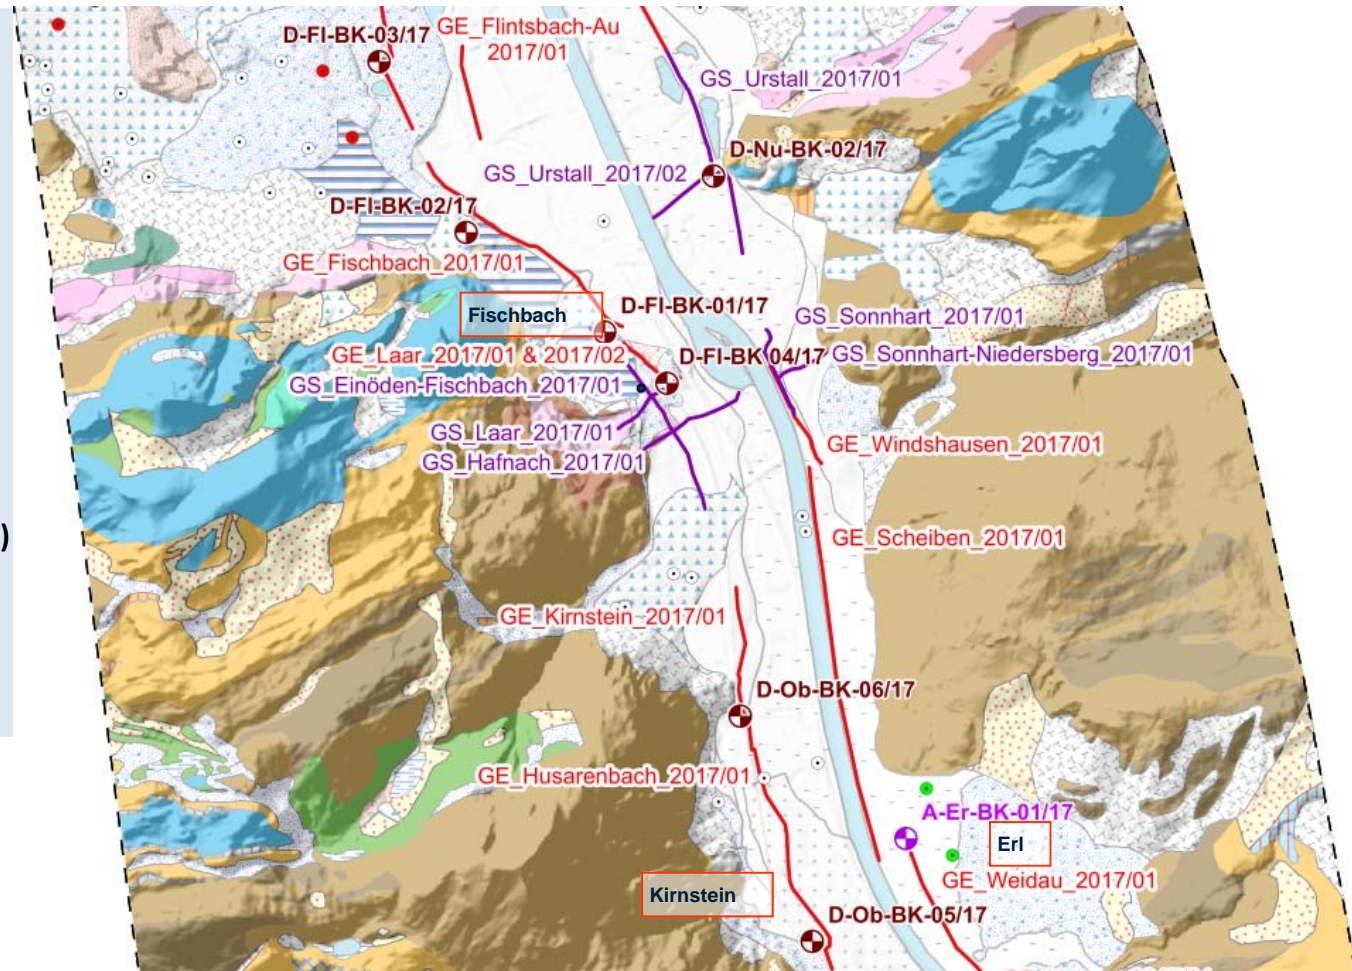 D-Fl-BK-03/17
GE_Flintsbach-Au
2017/01
GS_Urstall_2017/01
D-Nu-BK-02/17
GS_Urstall_2017/02
D-Fl-BK-02/17
GE_Fischbach_2017/01
Fischbach
D-Fl-BK-01/17
GS_Sonnhart_2017/01
GE_Laar_2017/01 & 2017/02
D-Fl-BK-04/17
GS_Sonnhart-Niedersberg_2017/01
GS_Einöden-Fischbach_2017/01
GS_Laar_2017/01
GE_Windshausen_2017/01
GS_Hafnach_2017/01
)
GE_Scheiben_2017/01
GE_Kirnstein_2017/01
D-Ob-BK-06/17
GE_Husarenbach_2017/01
A-Er-BK-01/17
Erl
GE_Weidau_2017/01
Kirnstein
D-Ob-BK-05/17